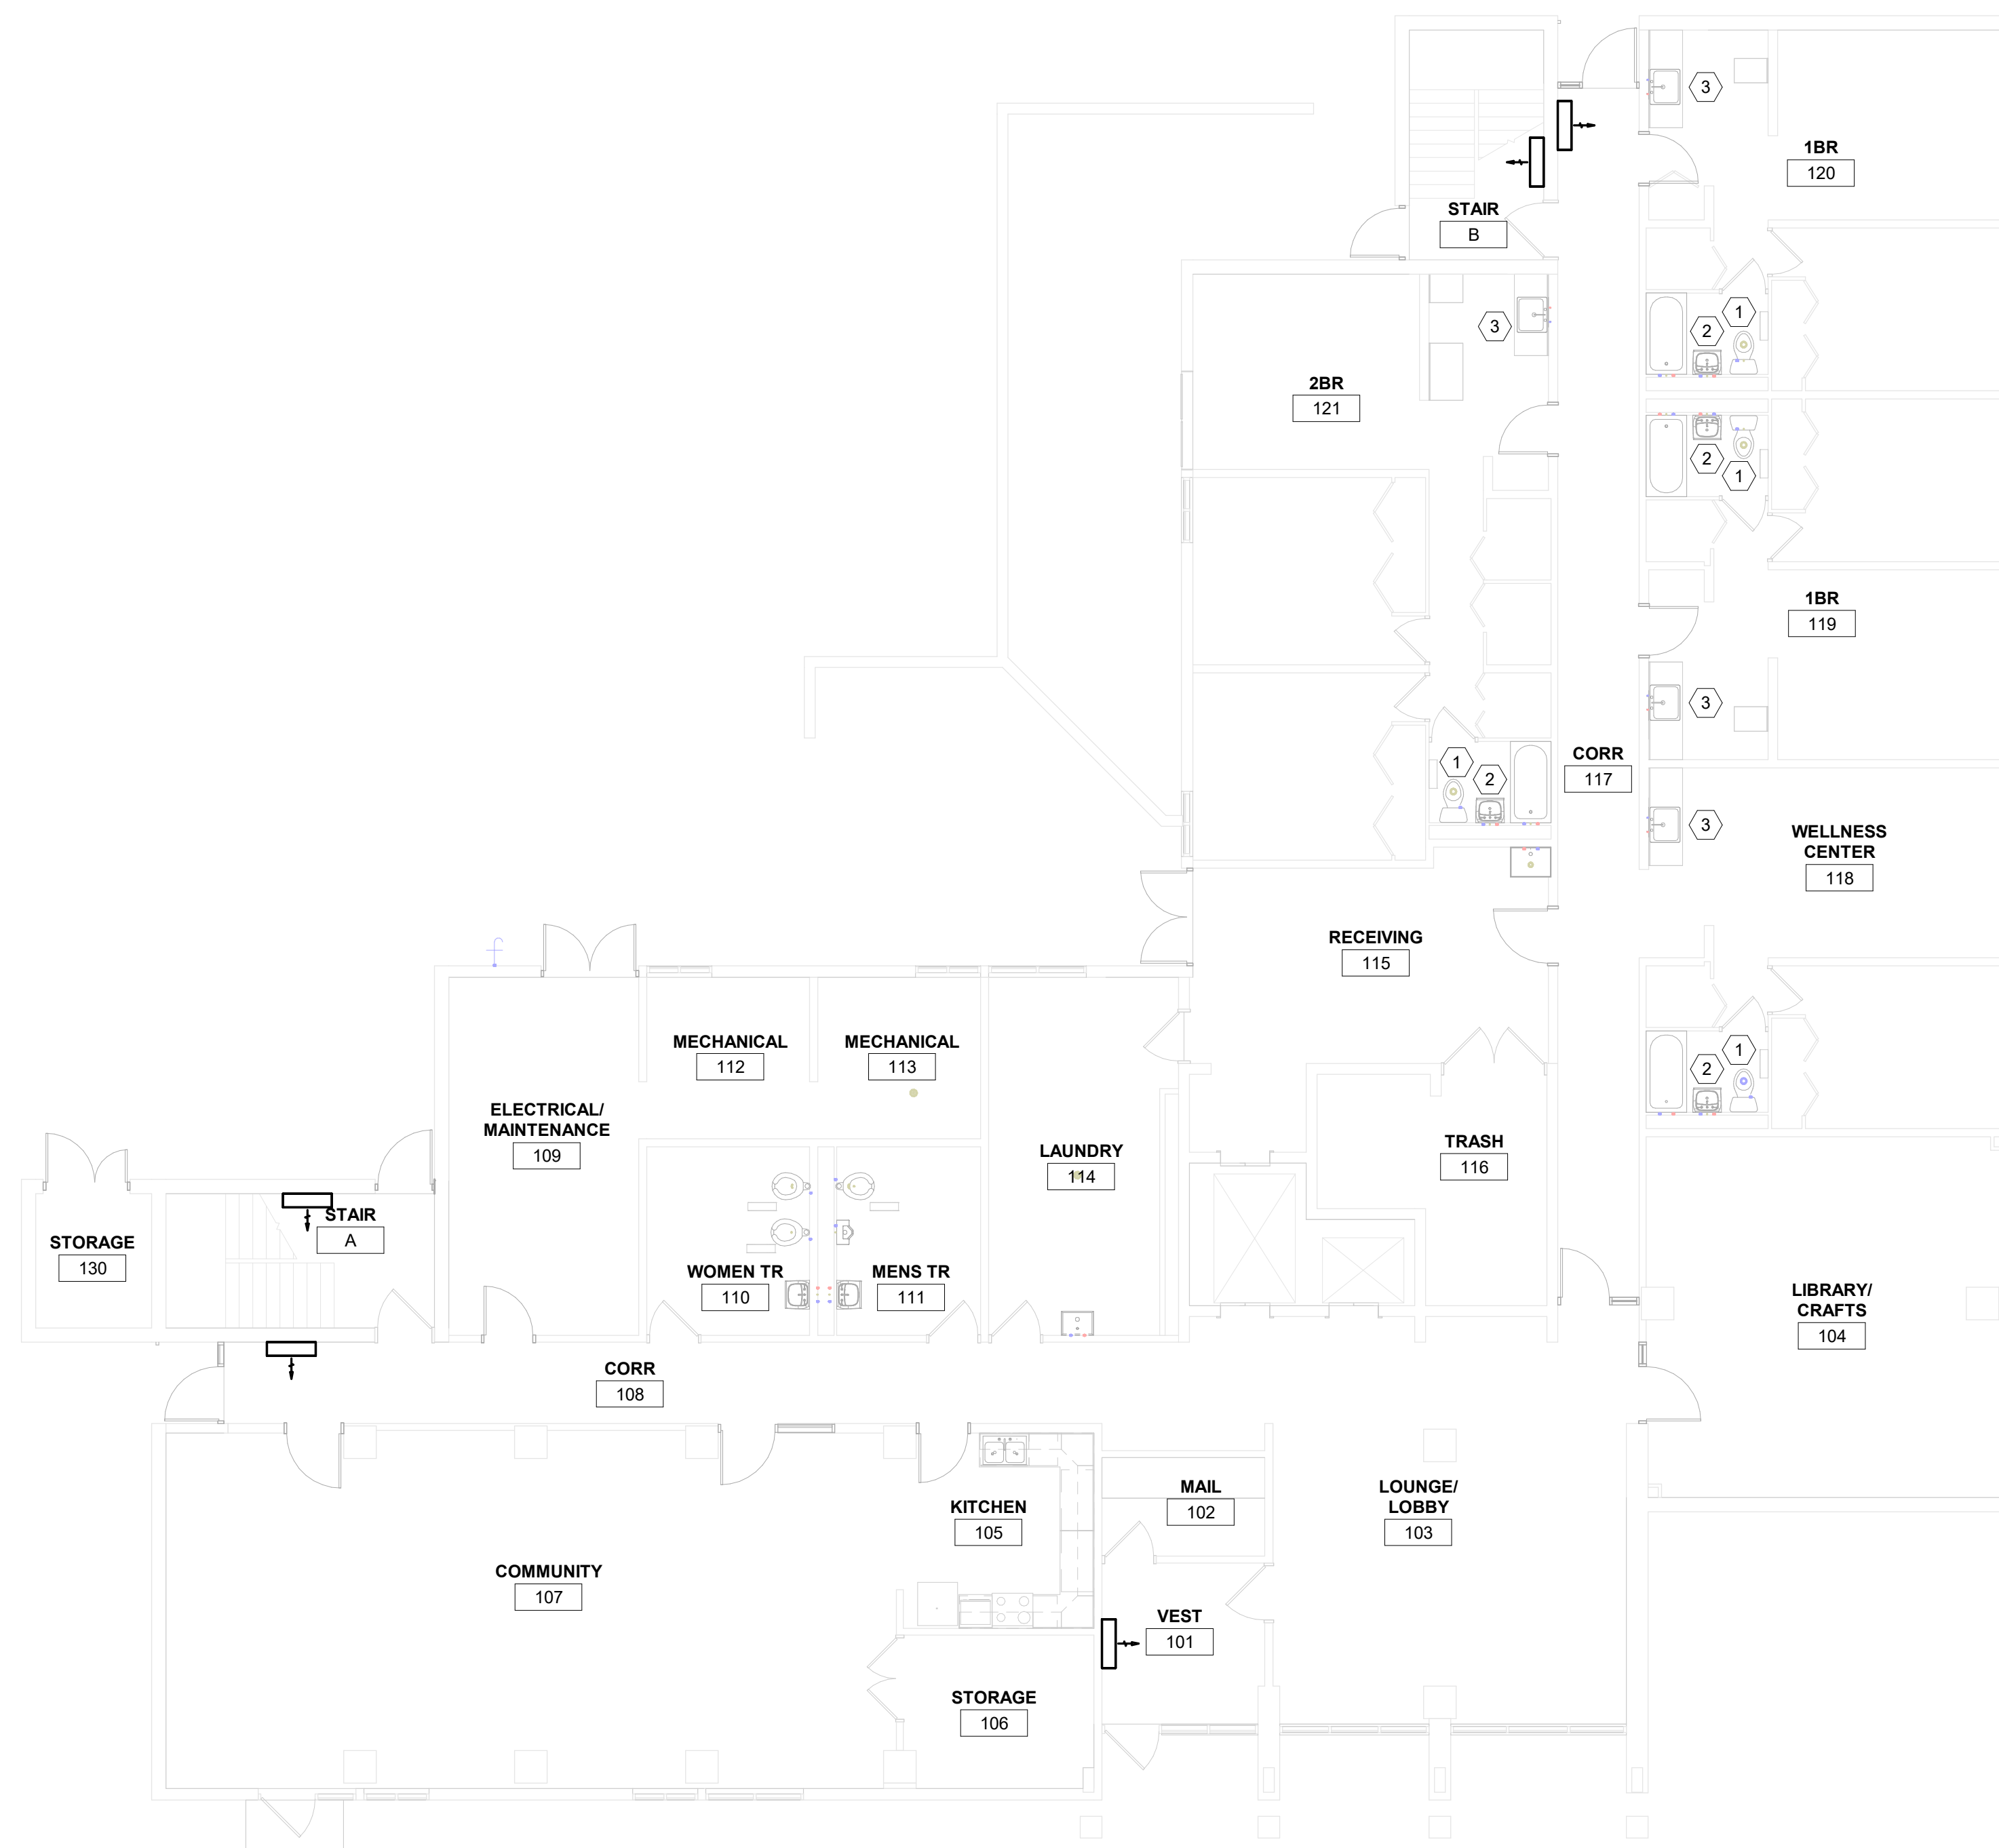 3
1BR
120
STAIR
B
1
2
3
2BR
121
2
1
1BR
119
3
1
2
CORR
117
3
WELLNESS
CENTER
118
RECEIVING
115
MECHANICAL
112
MECHANICAL
113
1
2
ELECTRICAL/
MAINTENANCE
109
LAUNDRY
114
TRASH
116
STAIR
A
STORAGE
130
WOMEN TR
110
MENS TR
111
LIBRARY/
CRAFTS
104
CORR
108
KITCHEN
105
MAIL
102
LOUNGE/
LOBBY
103
COMMUNITY
107
VEST
101
STORAGE
106